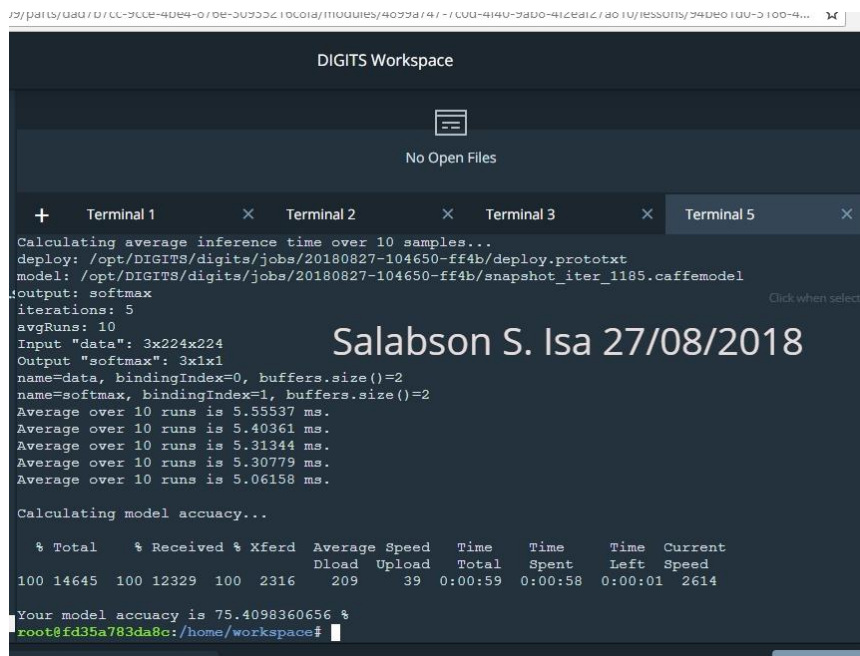 DIGITS Workspace
No Open Files
+ Terminal 1 × Terminal 2 × Terminal 3 × Terminal 5 ×
Calculating average inference time over 10 samples...
deploy: /opt/DIGITS/digits/jobs/20180827-104650-ff4b/deploy.prototxt
model: /opt/DIGITS/digits/jobs/20180827-104650-ff4b/snapshot_iter_1185.caffemodel
output: softmax
Click when select
iterations: 5
avgRuns: 10
Input "data": 3x224x224
Salabson S. Isa 27/08/2018
Output "softmax": 3x1x1
name=data, bindingIndex=0, buffers.size()=2
name=softmax, bindingIndex=1, buffers.size()=2
Average over 10 runs is 5.55537 ms.
Average over 10 runs is 5.40361 ms.
Average over 10 runs is 5.31344 ms.
Average over 10 runs is 5.30779 ms.
Average over 10 runs is 5.06158 ms.
Calculating model accuacy...
% Total % Received % Xferd Average Speed Time Time Time Current
Dload Upload Total Spent Left Speed
100 14645 100 12329 100 2316 209 39 0:00:59 0:00:58 0:00:01 2614
Your model accuacy is 75.4098360656 %
root@fd35a783da8c:/home/workspace#